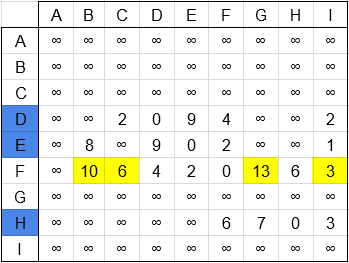 A B C D E F G H I
A ∞ ∞ ∞ ∞ ∞ ∞ ∞ ∞ ∞
B ∞ ∞ ∞ ∞ ∞ ∞ ∞ ∞ ∞
C ∞ ∞ ∞ ∞ ∞ ∞ ∞ ∞ ∞
D ∞ ∞ 2 0 9 4 ∞ ∞ 2
E ∞ 8 ∞ 9 0 2 ∞ ∞ 1
F ∞ 10 6 4 2 0 13 6 3
G ∞ ∞ ∞ ∞ ∞ ∞ ∞ ∞ ∞
H ∞ ∞ ∞ ∞ ∞ 6 7 0 3
I ∞ ∞ ∞ ∞ ∞ ∞ ∞ ∞ ∞